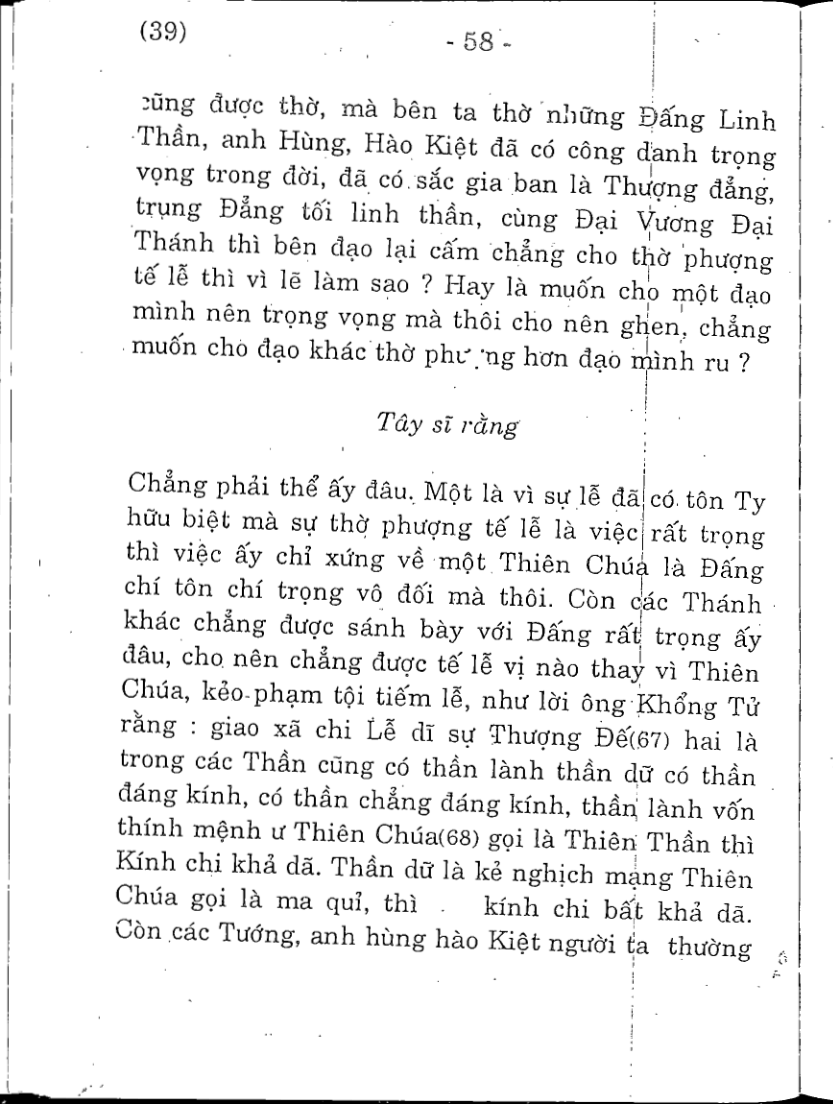 (39)
- 58 -
cũng được thờ, mà bên ta thờ những Đấng Linh
Thần, anh Hùng, Hào Kiệt đã có công danh trọng
vọng trong đời, đã có sắc gia ban là Thượng đẳng,
trung Đẳng tối linh thần, cùng Đại Vương Đại
Thánh thì bên đạo lại cấm chẳng cho thờ phượng
tế lễ thì vì lẽ làm sao ? Hay là muốn cho một đạo
mình nên trọng vọng mà thôi cho nên ghen, chẳng
muốn cho đạo khác thờ phượng hơn đạo mình ru ?
Tây sĩ rằng
Chẳng phải thể ấy đâu. Một là vì sự lễ đã có tôn Ty
hữu biệt mà sự thờ phượng tế lễ là việc rất trọng
thì việc ấy chỉ xứng về một Thiên Chúa là Đấng
chí tôn chí trọng vô đối mà thôi. Còn các Thánh
khác chẳng được sánh bày với Đấng rất trọng ấy
đâu, cho nên chẳng được tế lễ vị nào thay vì Thiên
Chúa, kẻo phạm tội tiếm lễ, như lời ông Khổng Tử
rằng : giao xã chi Lễ dĩ sự Thượng Đế(67) hai là
trong các Thần cũng có thần lành thần dữ có thần
đáng kính, có thần chẳng đáng kính, thần lành vốn
thính mệnh ư Thiên Chúa(68) gọi là Thiên Thần thì
Kính chi khả dã. Thần dữ là kẻ nghịch mạng Thiên
Chúa gọi là ma quỉ, thì kính chi bất khả dã.
Còn các Tướng, anh hùng hào Kiệt người ta thường